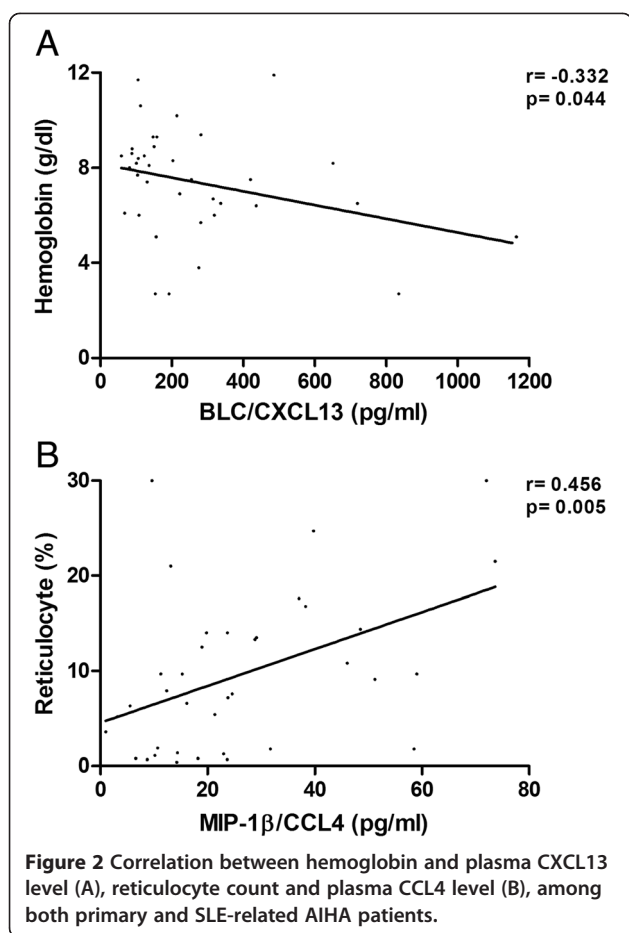 A
r= -0.332
p= 0.044
Hemoglobin (g/dl)
12
8
4
0
0 200 400 600 800 1000 1200
BLC/CXCL13 (pg/ml)
B
r= 0.456
p= 0.005
Reticulocyte (%)
30
20
10
0
0 20 40 60 80
MIP-1β/CCL4 (pg/ml)
Figure 2 Correlation between hemoglobin and plasma CXCL13
level (A), reticulocyte count and plasma CCL4 level (B), among
both primary and SLE-related AIHA patients.